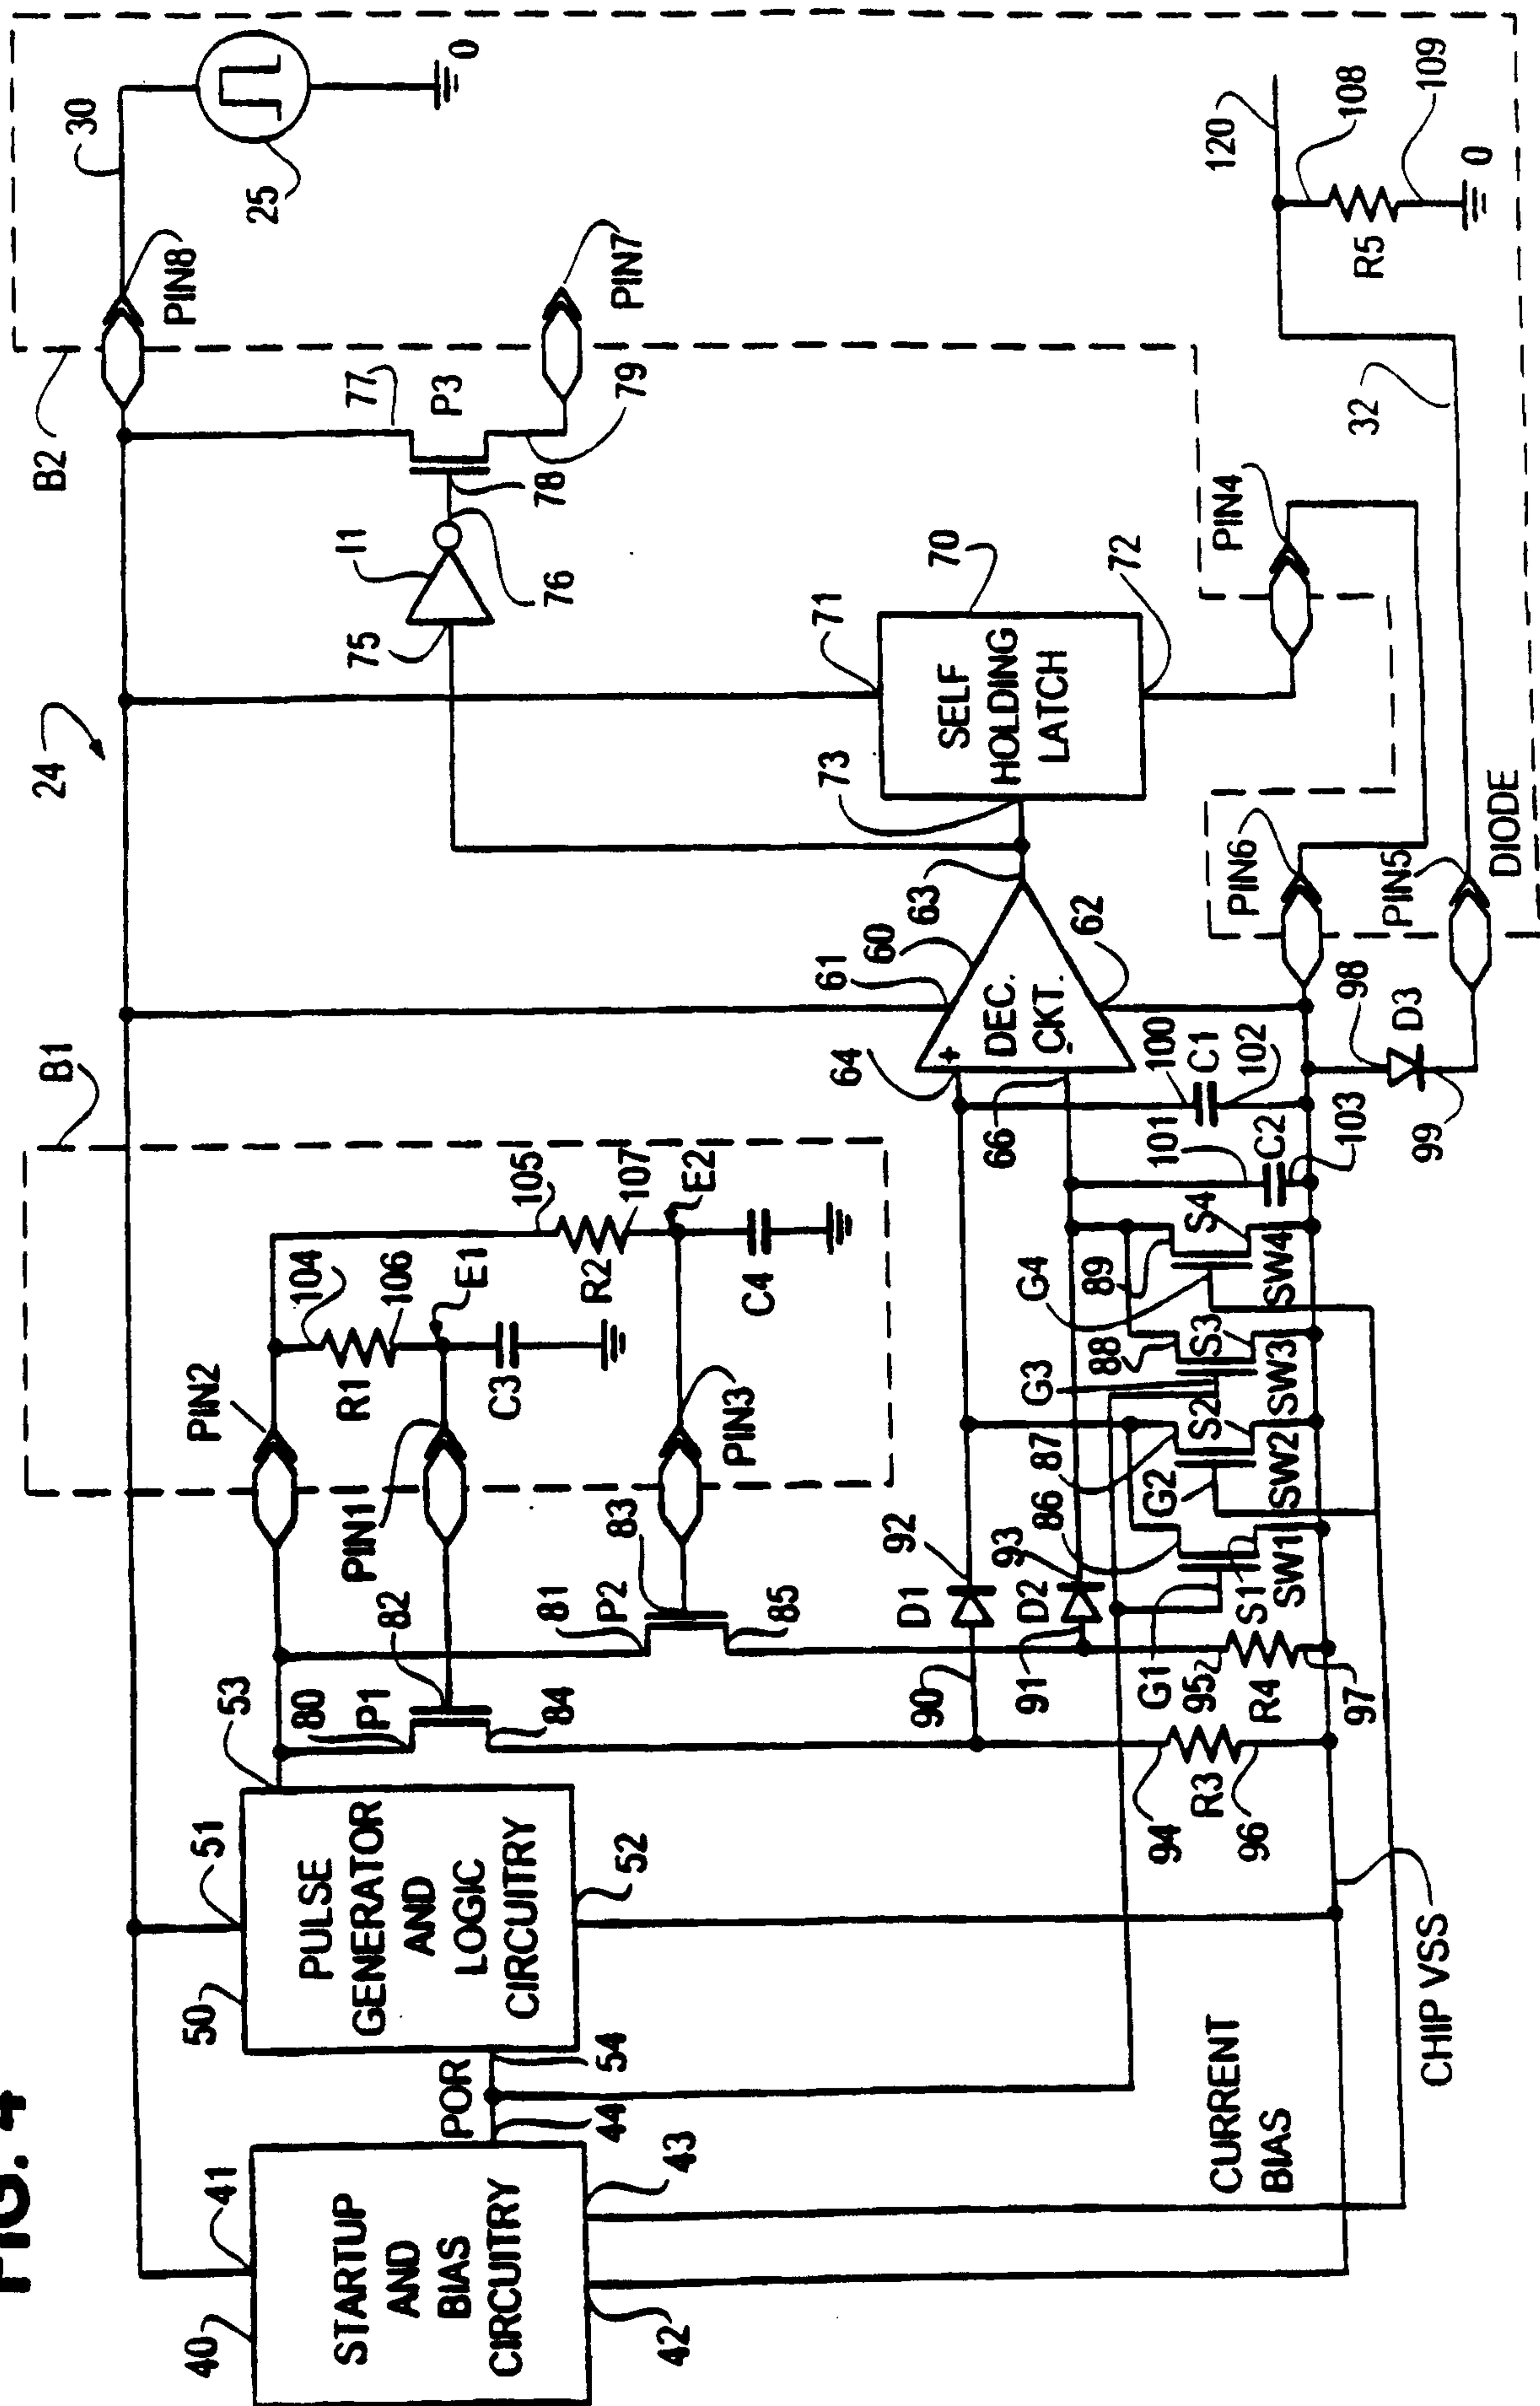 FIG. 4
24
B2
30
25
0
PIN8
B1
40
41
STARTUP
AND
BIAS
CIRCUITRY
42
43
44
POR
54
50
51
PULSE
GENERATOR
AND
LOGIC
CIRCUITRY
52
53
80
P1
82
84
81
P2
83
85
PIN2
PIN1
PIN3
104
R1
106
E1
C3
105
R2
107
E2
C4
77
P3
78
79
PIN7
I1
75
76
71
70
SELF
HOLDING
LATCH
73
72
PIN4
61
60
63
64
+
DEC.
CKT.
-
66
62
90
D1
92
91
D2
93
94
R3
96
95
R4
97
G1
86
S1
SW1
87
G2
S2
SW2
G3
88
S3
SW3
G4
89
S4
SW4
101
C2
103
100
C1
102
98
D3
99
PIN6
PIN5
DIODE
32
120
108
R5
109
0
CURRENT
BIAS
CHIP VSS